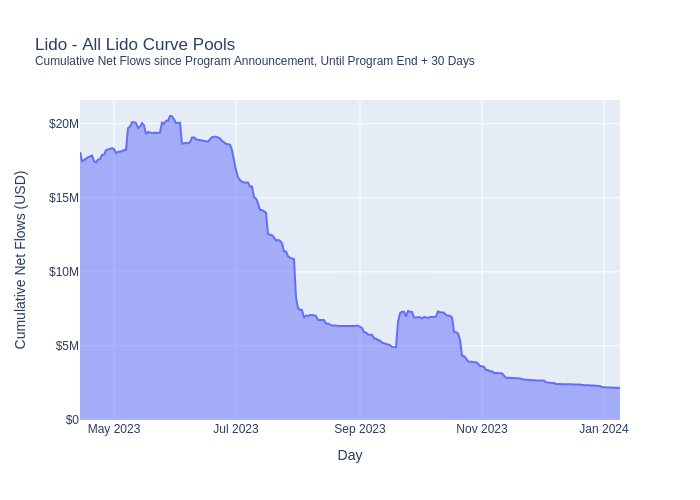 Lido - All Lido Curve Pools
Cumulative Net Flows since Program Announcement, Until Program End + 30 Days
Cumulative Net Flows (USD)
$20M
$15M
$10M
$5M
$0
May 2023
Jul 2023
Sep 2023
Nov 2023
Jan 2024
Day